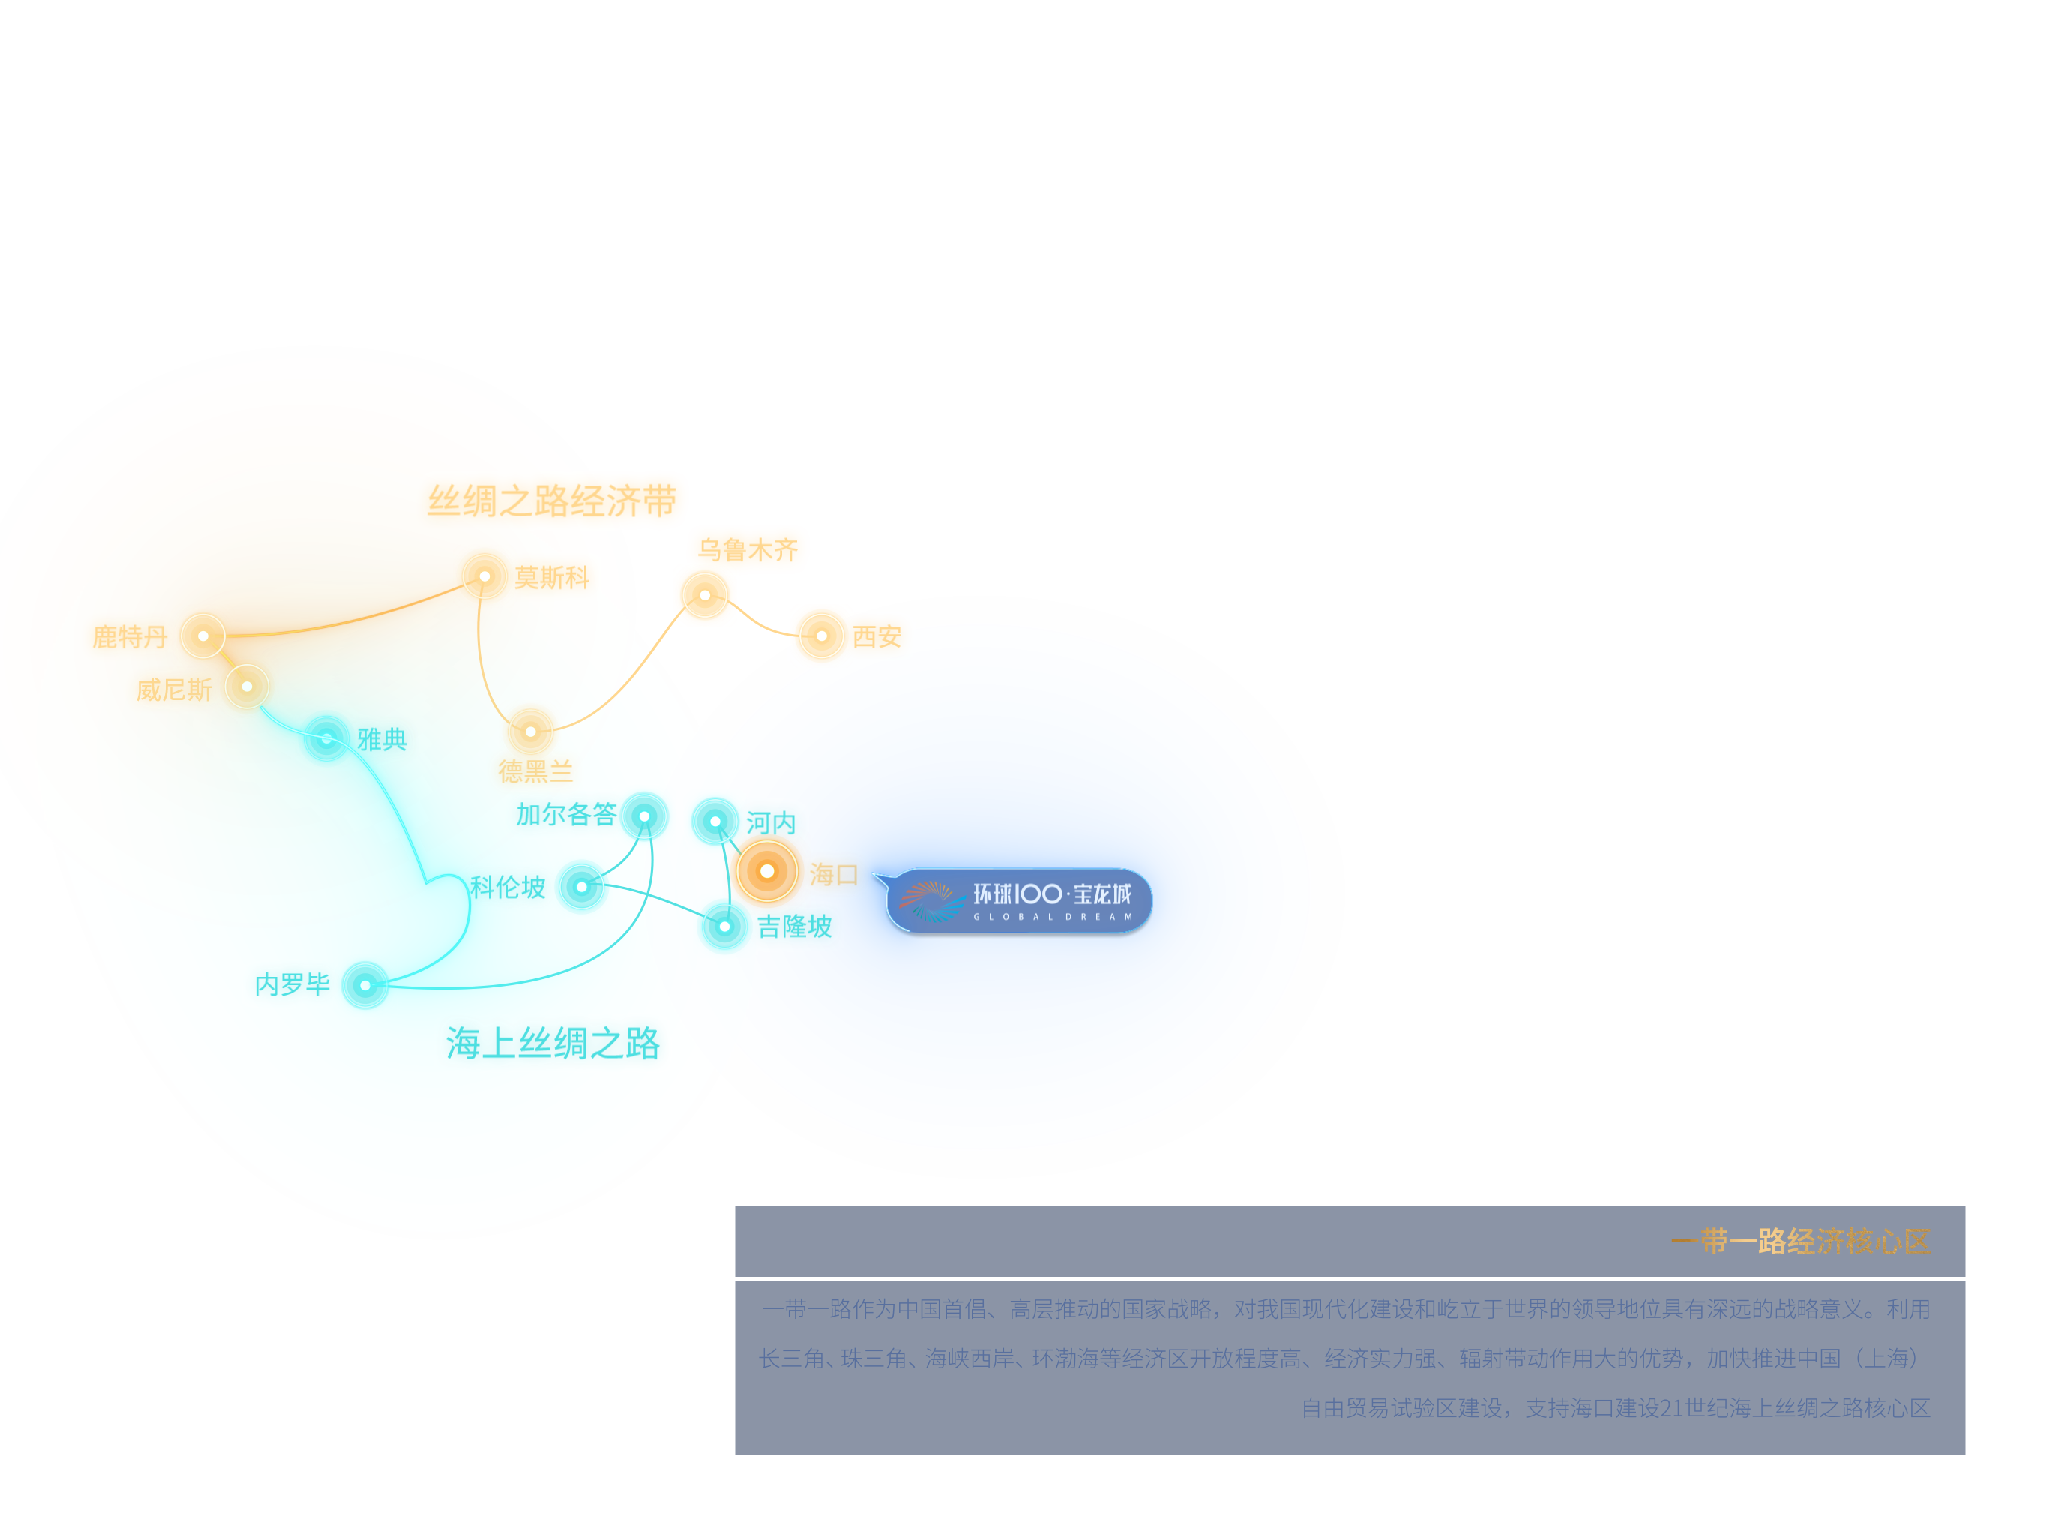 丝绸之路经济带
乌鲁木齐
莫斯科
鹿特丹
西安
威尼斯
雅典
德黑兰
加尔各答
河内
海口
科伦坡
环球100·宝龙城
GLOBAL DREAM
吉隆坡
内罗毕
海上丝绸之路
一带一路经济核心区
一带一路作为中国首倡、高层推动的国家战略，对我国现代化建设和屹立于世界的领导地位具有深远的战略意义。利用
长三角、珠三角、海峡西岸、环渤海等经济区开放程度高、经济实力强、辐射带动作用大的优势，加快推进中国（上海）
自由贸易试验区建设，支持海口建设21世纪海上丝绸之路核心区